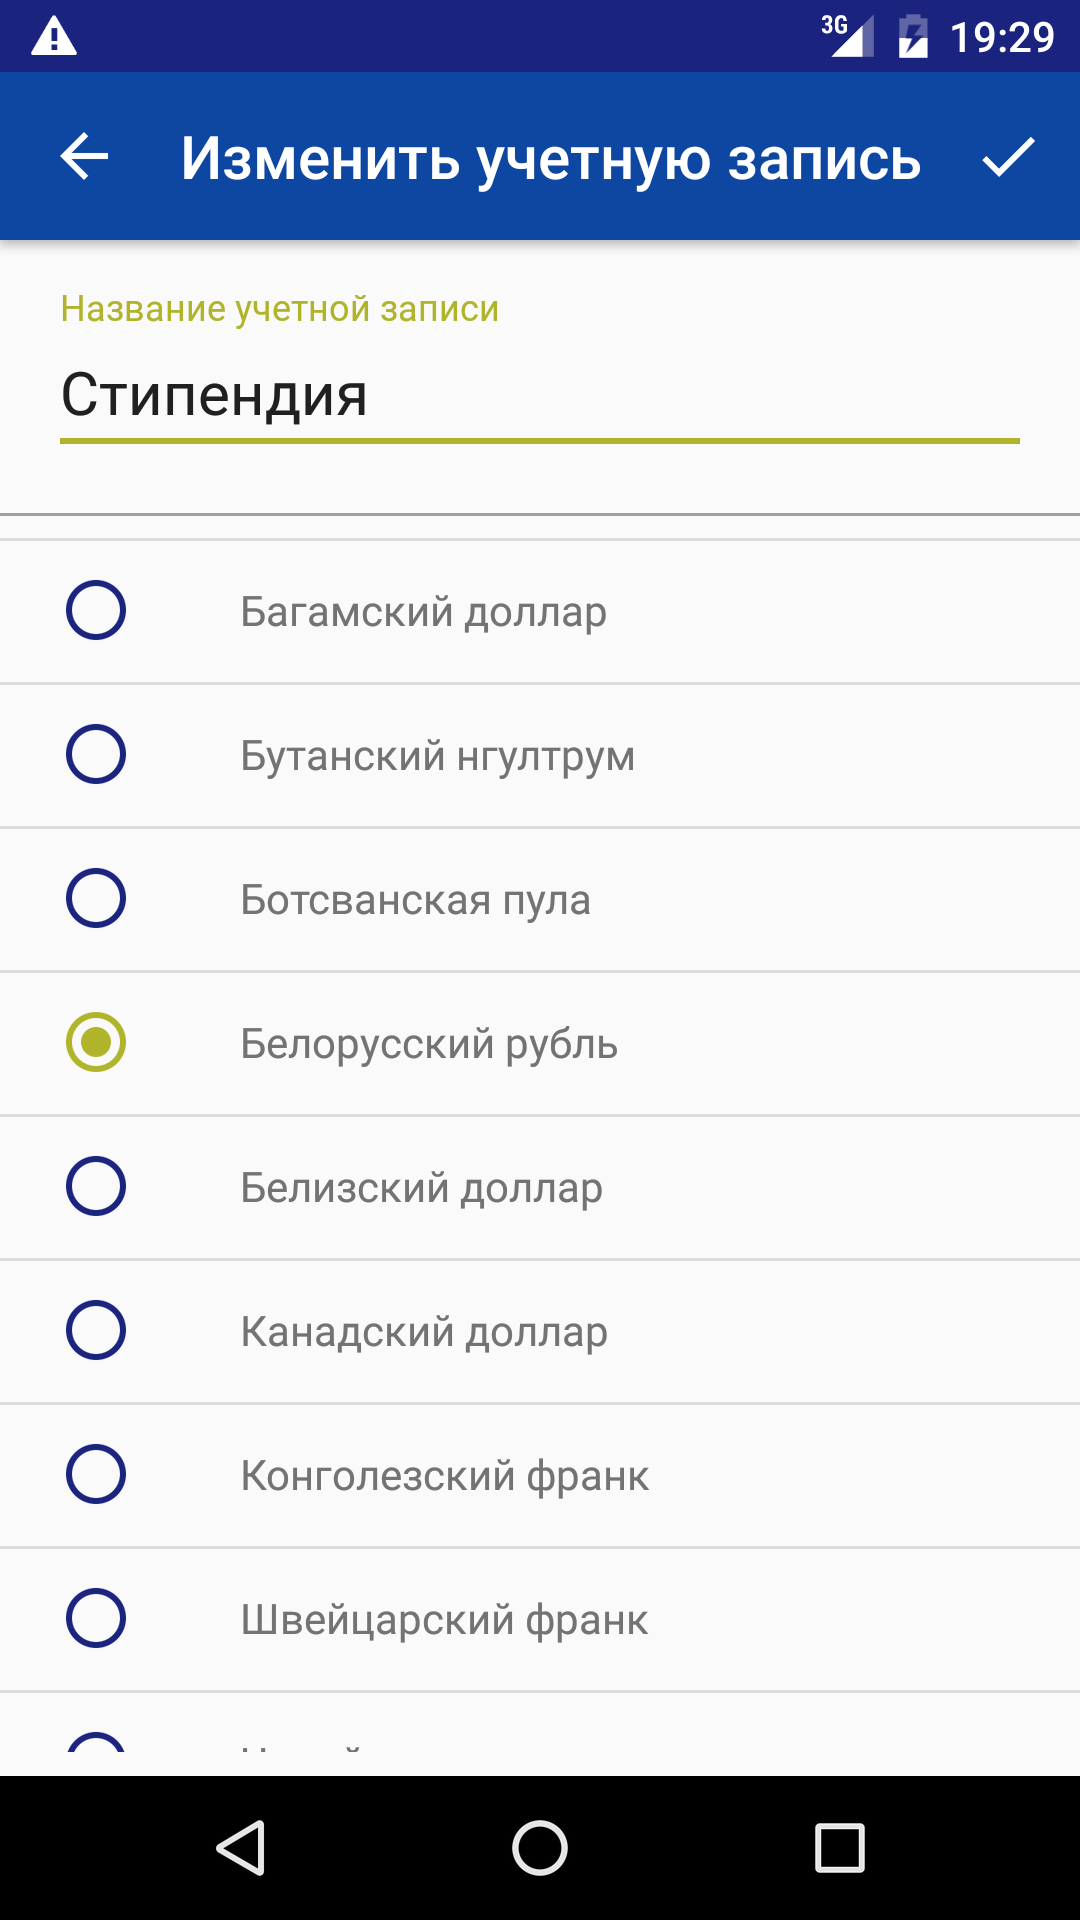 3G 19:29
Изменить учетную запись
Название учетной записи
Стипендия
Багамский доллар
Бутанский нгултрум
Ботсванская пула
Белорусский рубль
Белизский доллар
Канадский доллар
Конголезский франк
Швейцарский франк